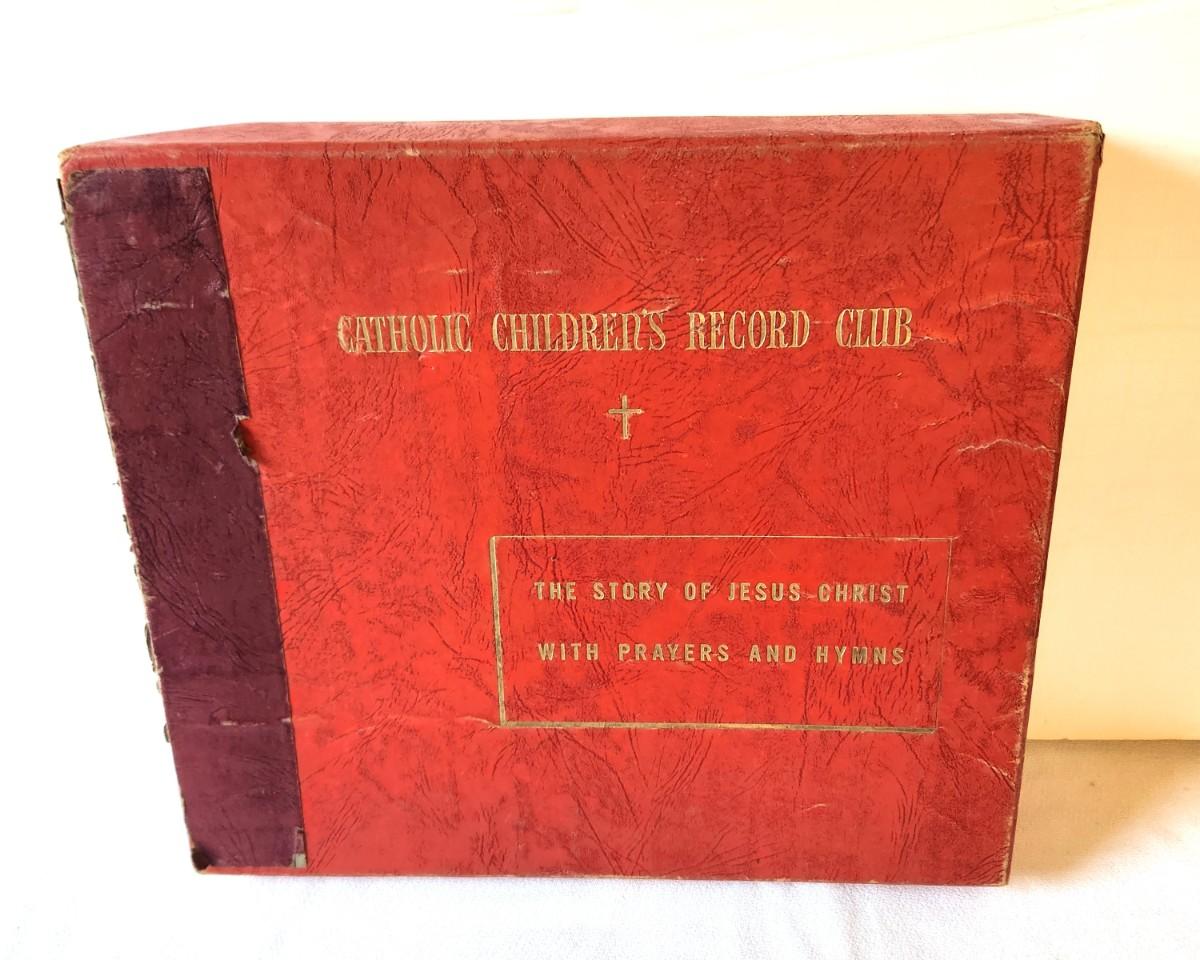 CATHOLIC CHILDREN'S RECORD CLUB
THE STORY OF JESUS CHRIST
WITH PRAYERS AND HYMNS